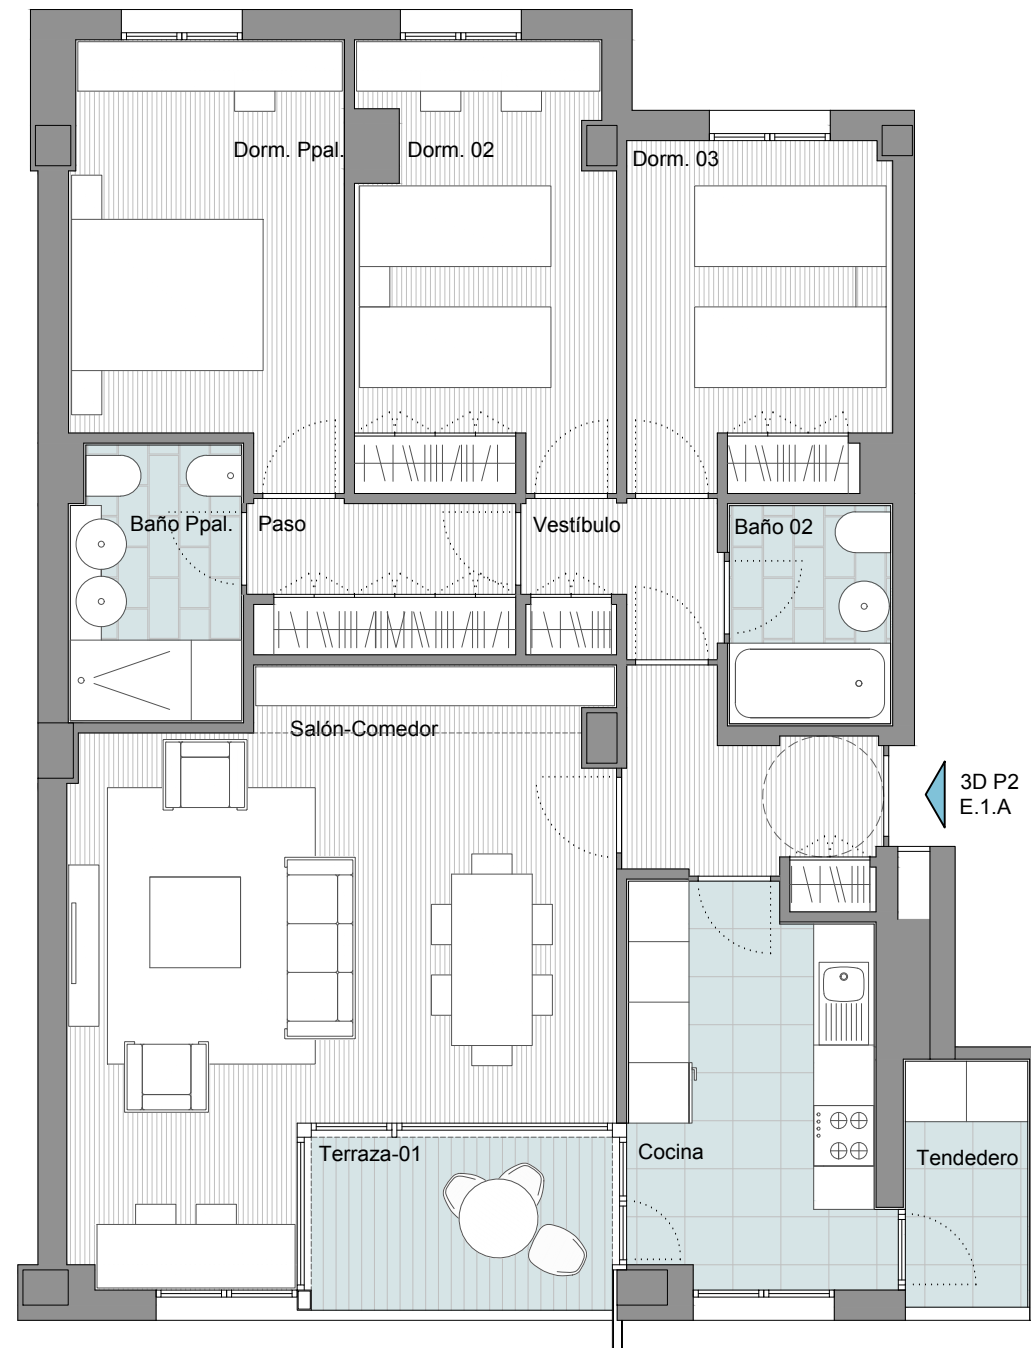 Dorm. Ppal.
Dorm. 02
Dorm. 03
Baño Ppal.
Paso
Vestíbulo
Baño 02
Salón-Comedor
3D P2
E.1.A
Terraza-01
Cocina
Tendedero